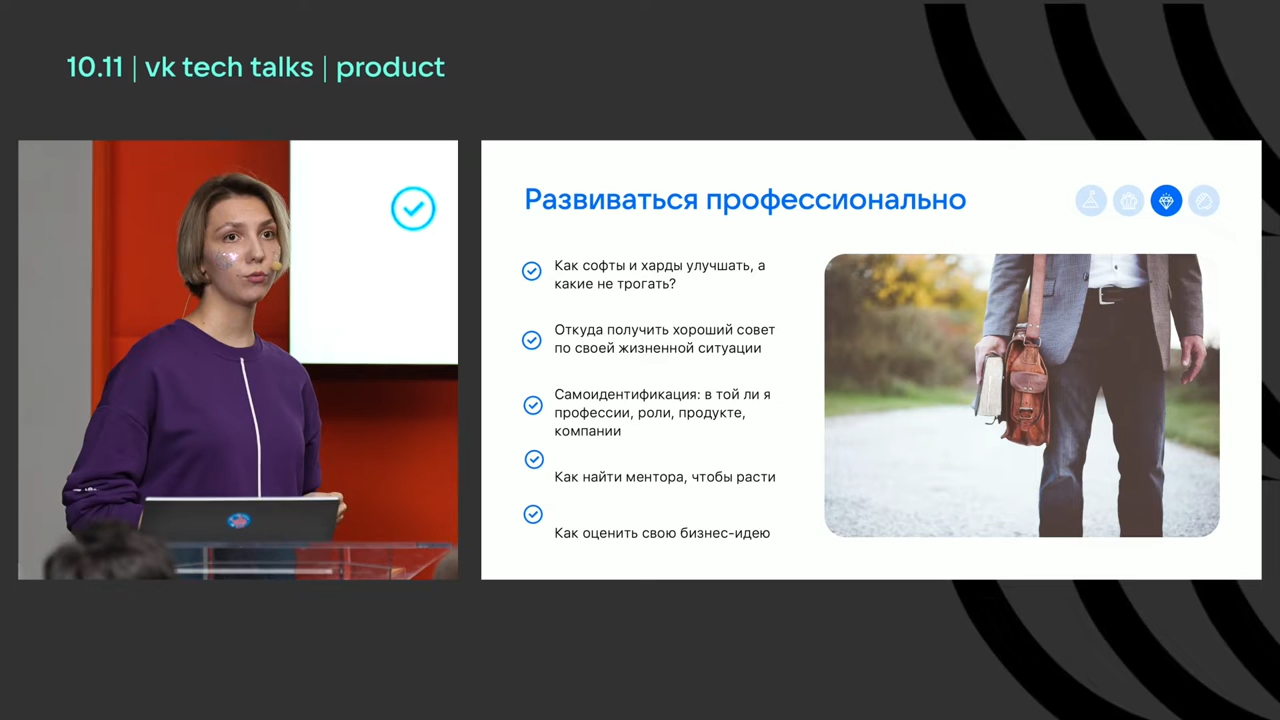 10.11 | vk tech talks | product
Развиваться профессионально
Как софты и харды улучшать, а
какие не трогать?
Откуда получить хороший совет
по своей жизненной ситуации
Самоидентификация: в той ли я
профессии, роли, продукте,
компании
Как найти ментора, чтобы расти
Как оценить свою бизнес-идею